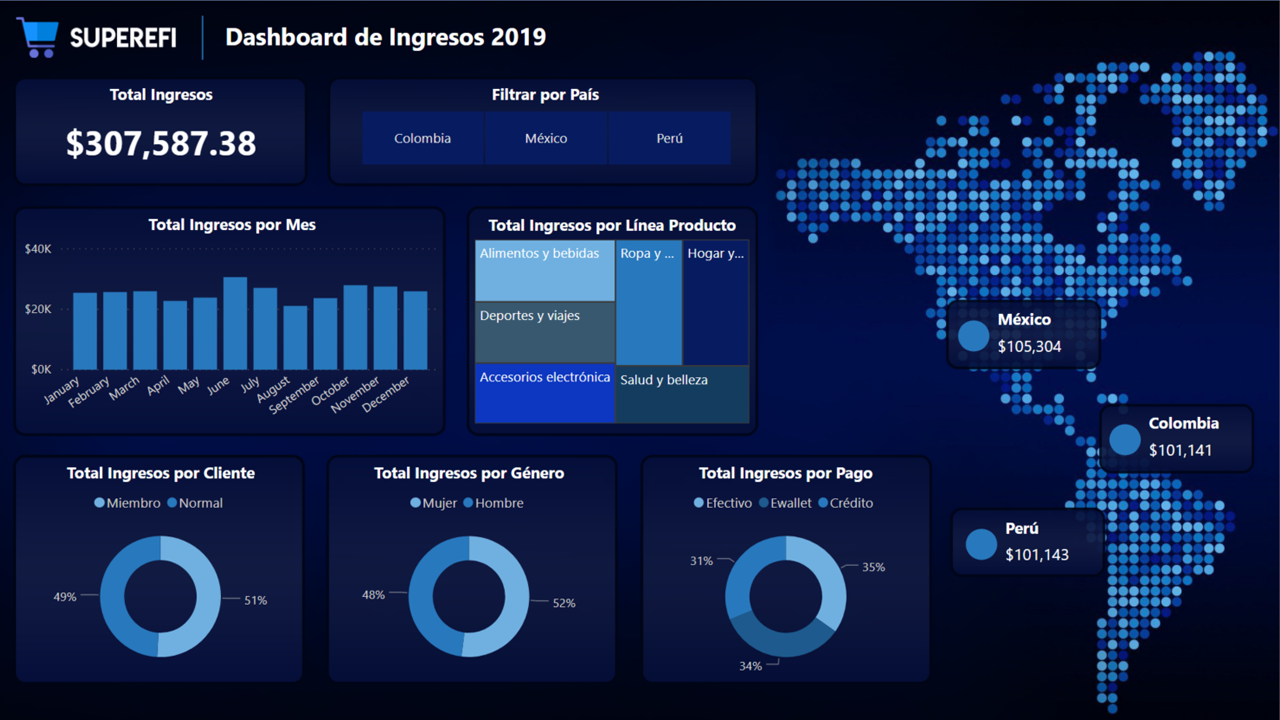 SUPEREFI
Dashboard de Ingresos 2019
Total Ingresos
$307,587.38
Filtrar por País
Colombia
México
Perú
Total Ingresos por Mes
$40K
$20K
$0K
January
February
March
April
May
June
July
August
September
October
November
December
Total Ingresos por Línea Producto
Alimentos y bebidas
Ropa y ...
Hogar y...
Deportes y viajes
Accesorios electrónica
Salud y belleza
México
$105,304
Colombia
$101,141
Perú
$101,143
Total Ingresos por Cliente
Miembro Normal
49%
51%
Total Ingresos por Género
Mujer Hombre
48%
52%
Total Ingresos por Pago
Efectivo Ewallet Crédito
31%
35%
34%